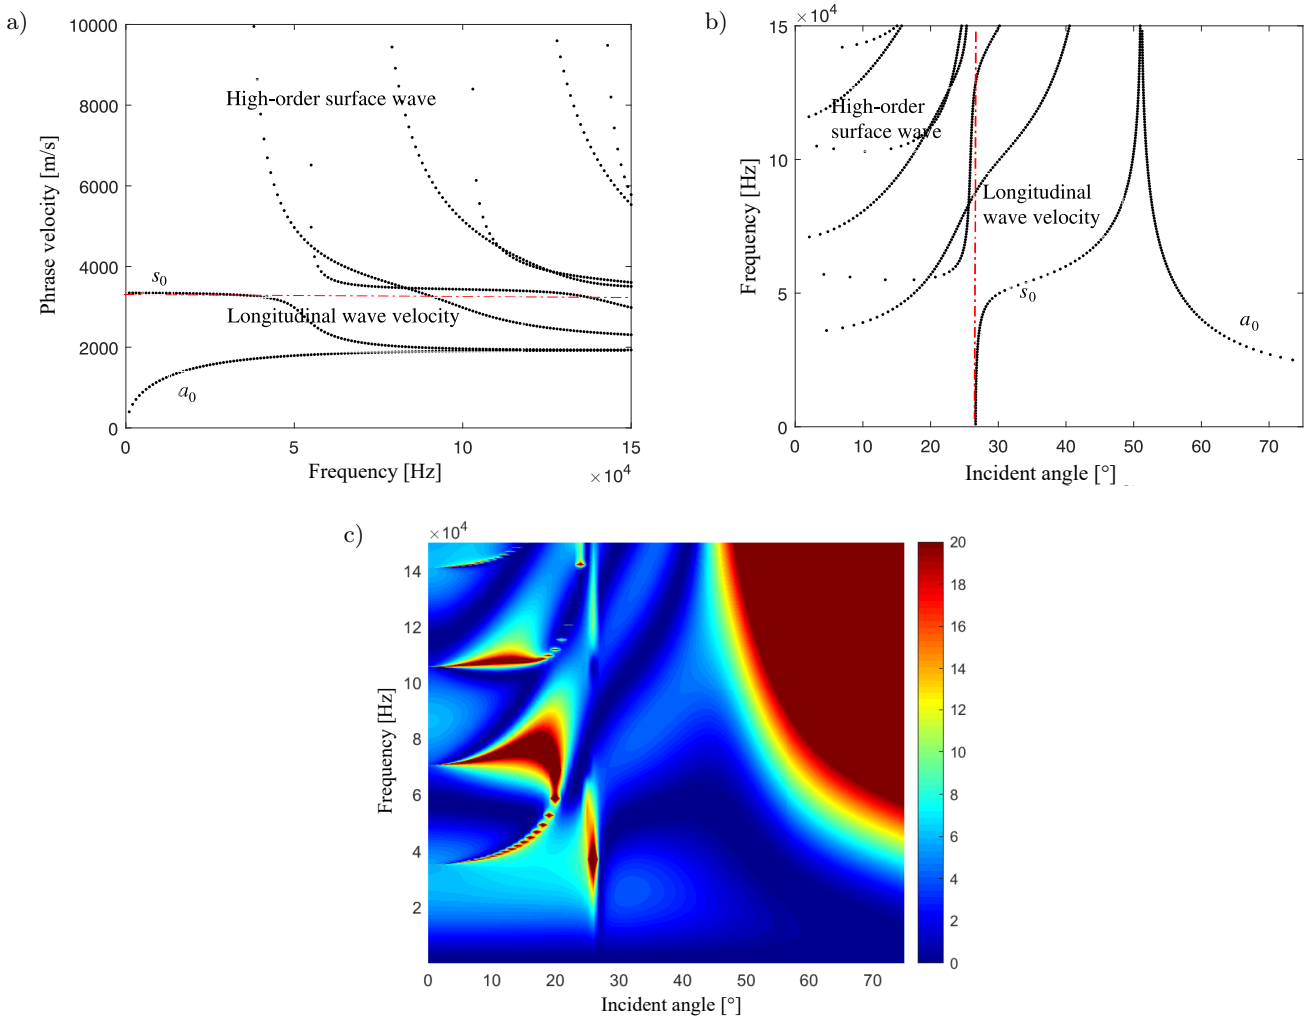 a)
10000
8000
6000
4000
2000
0
Phrase velocity [m/s]
High-order surface wave
s0
Longitudinal wave velocity
a0
0
5
10
15
Frequency [Hz]
×10^4
b)
×10^4
15
10
5
0
Frequency [Hz]
High-order
surface wave
Longitudinal
wave velocity
s0
a0
0
10
20
30
40
50
60
70
Incident angle [°]
c)
×10^4
14
12
10
8
6
4
2
Frequency [Hz]
0
10
20
30
40
50
60
70
Incident angle [°]
20
18
16
14
12
10
8
6
4
2
0